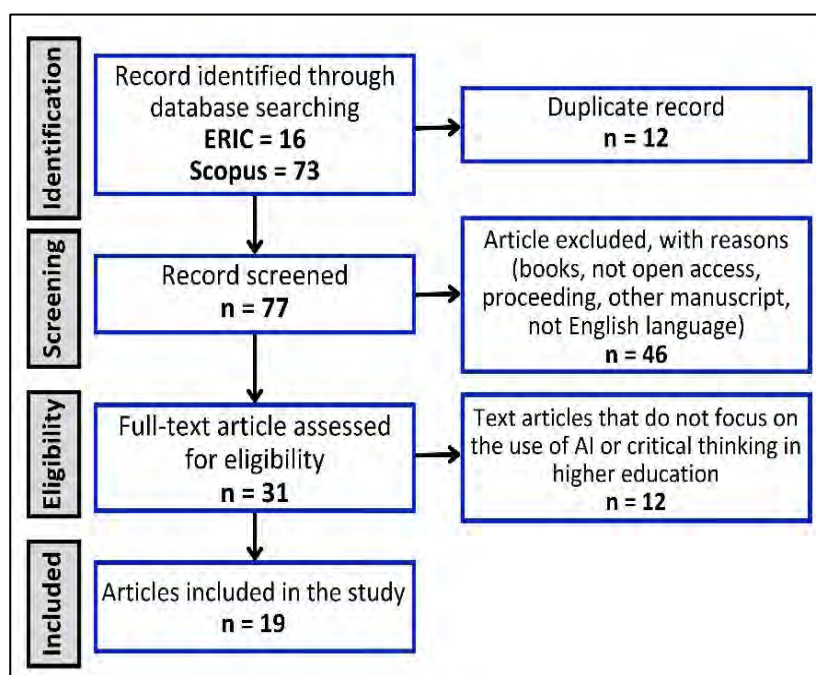 Identification
Record identified through
database searching
ERIC = 16
Scopus = 73
Duplicate record
n = 12
Screening
Record screened
n = 77
Article excluded, with reasons
(books, not open access,
proceeding, other manuscript,
not English language)
n = 46
Eligibility
Full-text article assessed
for eligibility
n = 31
Text articles that do not focus on
the use of AI or critical thinking in
higher education
n = 12
Included
Articles included in the study
n = 19